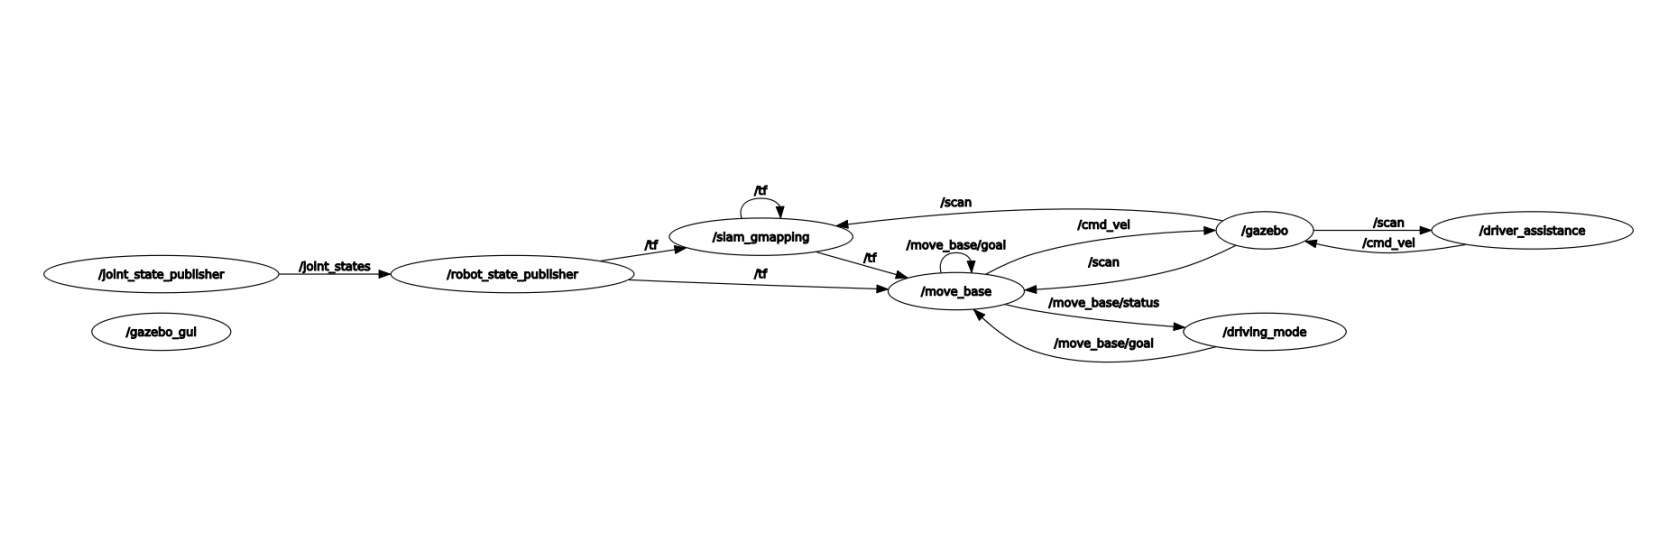 /tf
/scan
/cmd_vel
/slam_gmapping
/gazebo
/scan
/driver_assistance
/tf
/move_base/goal
/cmd_vel
/joint_state_publisher
/joint_states
/robot_state_publisher
/tf
/tf
/scan
/move_base
/move_base/status
/gazebo_gui
/driving_mode
/move_base/goal